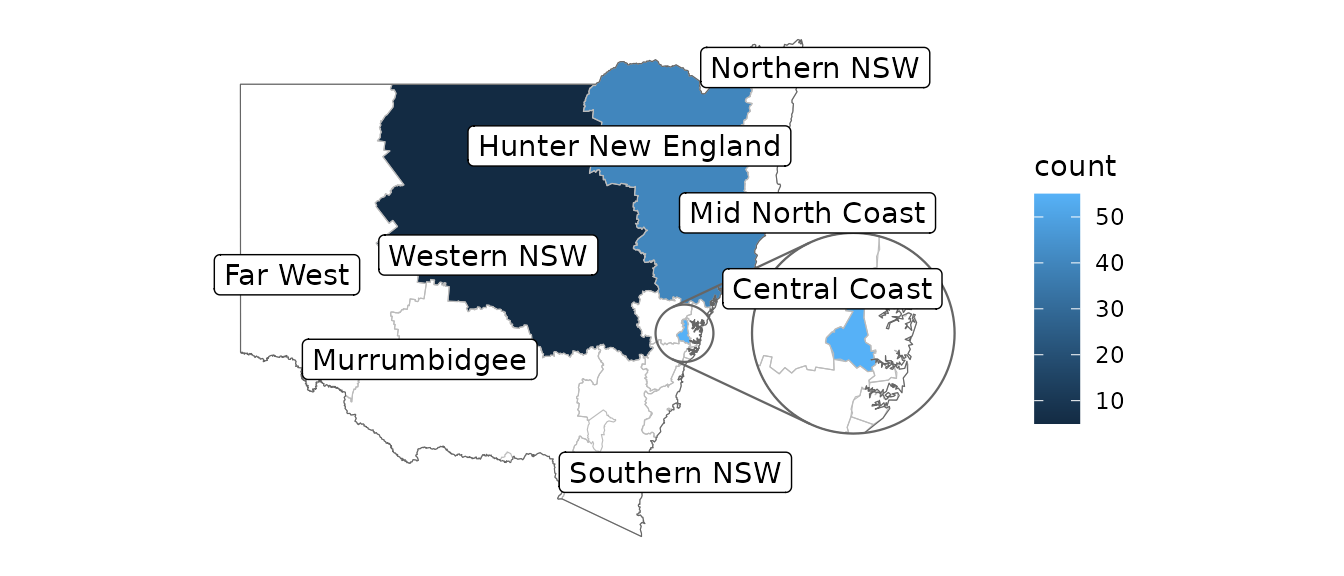 Northern NSW
Hunter New England
Mid North Coast
Western NSW
Far West
Central Coast
Murrumbidgee
Southern NSW
count
50
40
30
20
10